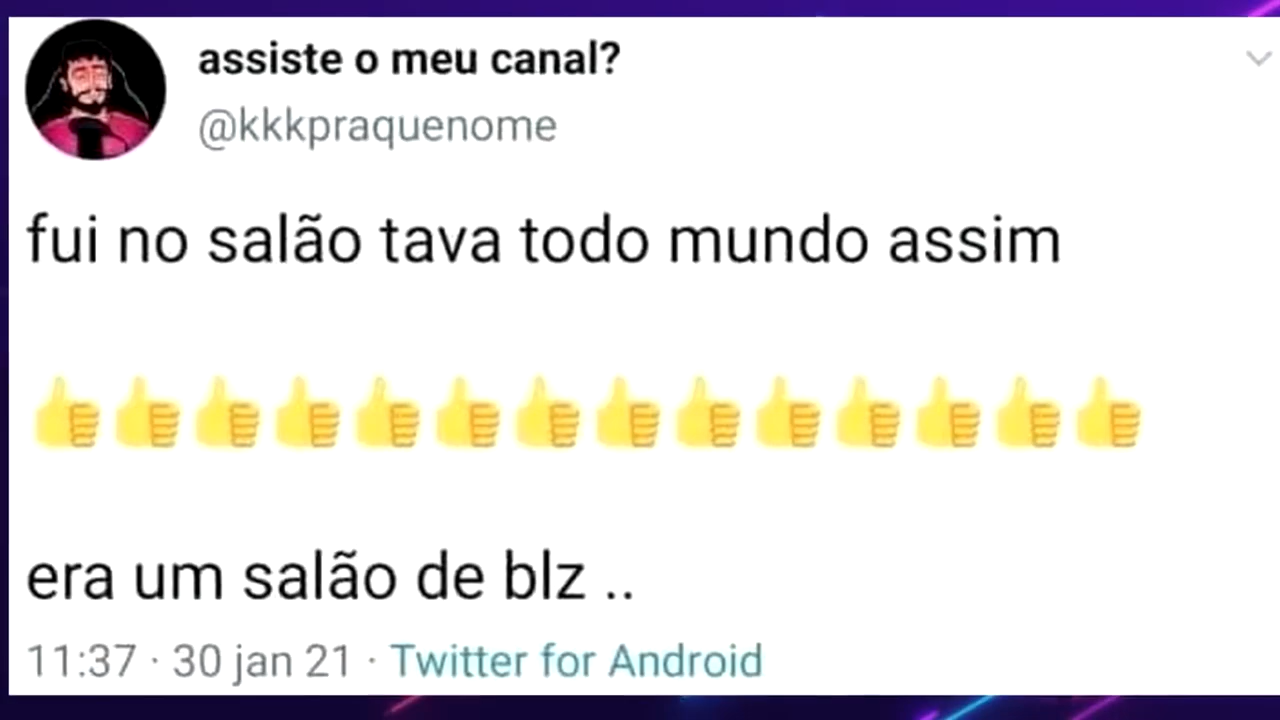 assiste o meu canal?
@kkkpraquenome
fui no salão tava todo mundo assim
👍👍👍👍👍👍👍👍👍👍👍👍👍👍
era um salão de blz ..
11:37 · 30 jan 21 · Twitter for Android